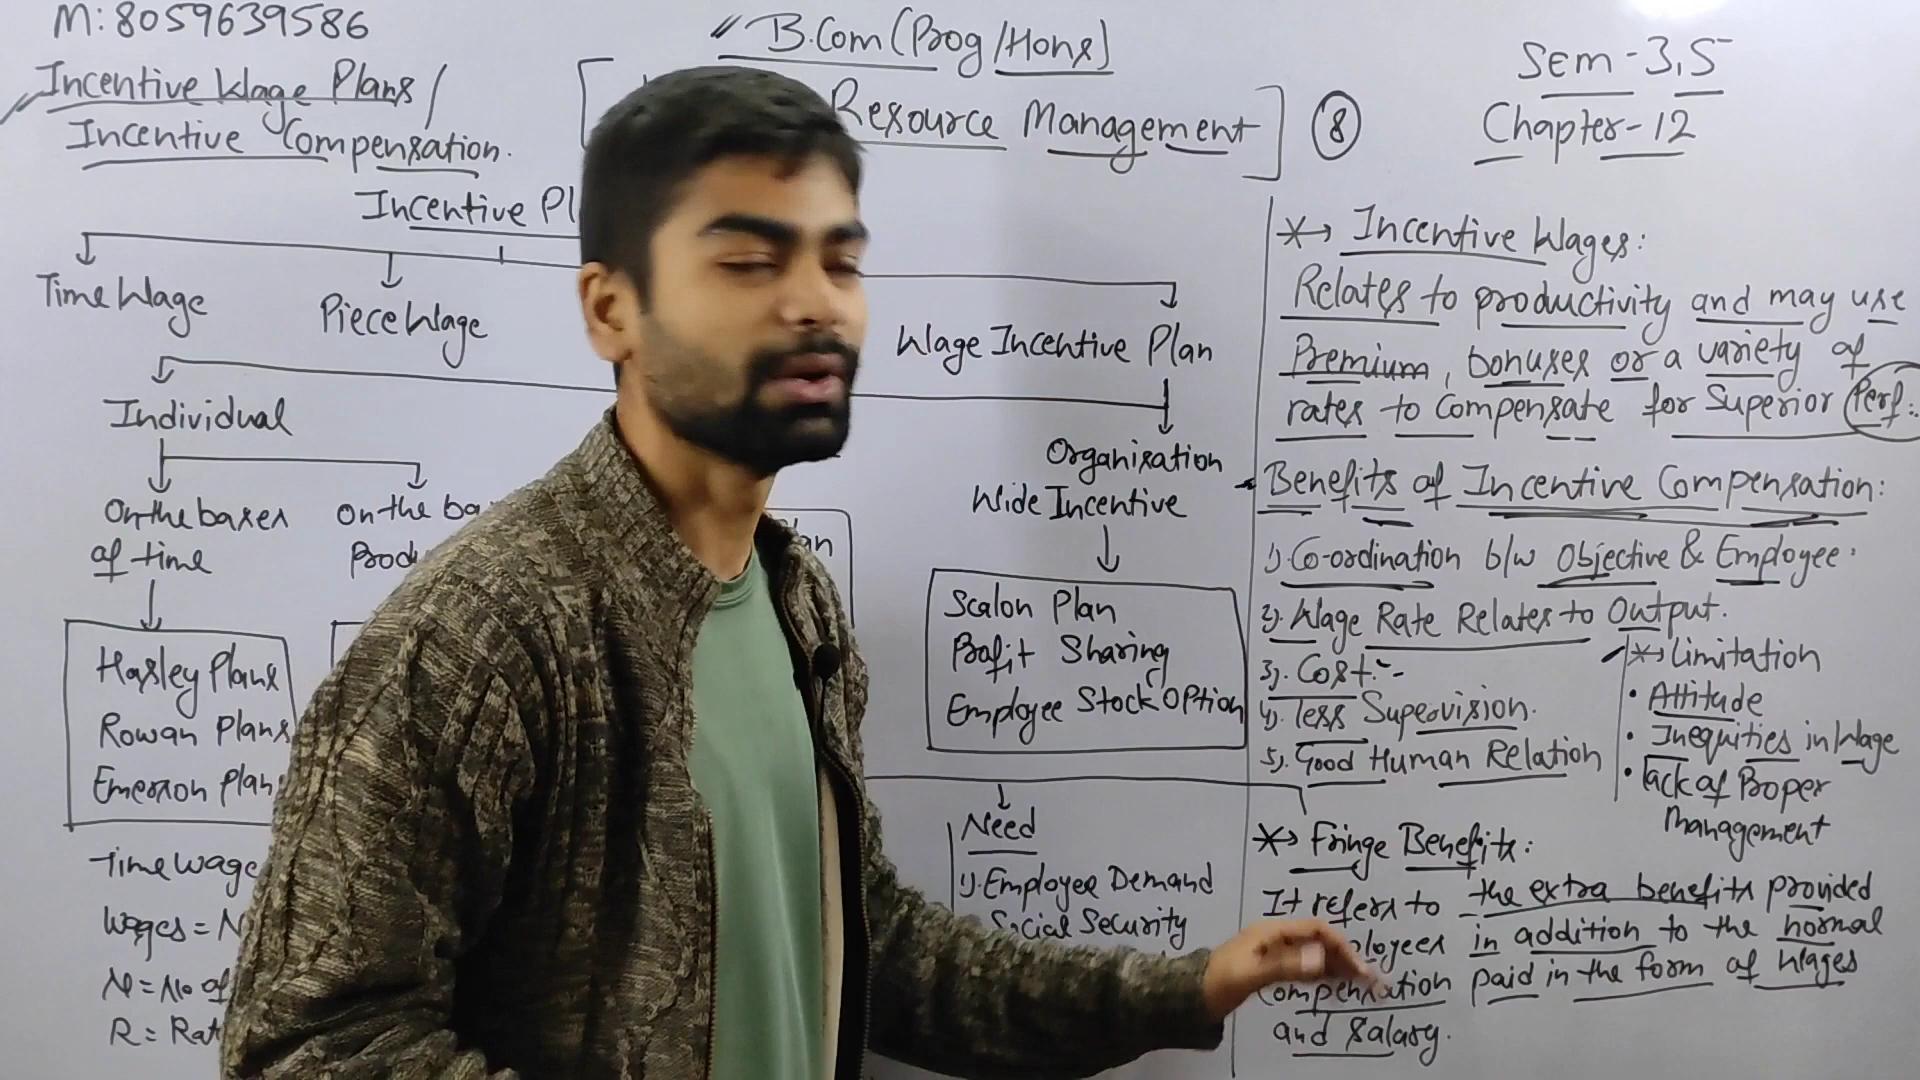 M: 8059639586
B.Com (Prog/Hons)
Resource Management
8
Sem - 3,5
Chapter - 12
Incentive Wage Plans /
Incentive Compensation.
Incentive Pl
Time Wage
Piece Wage
Wage Incentive Plan
Individual
Organisation
Wide Incentive
On the bases
of time
On the ba
Prod
an
Hasley Plans
Rowan Plans
Emerson Plan
Scalon Plan
Profit Sharing
Employee Stock Option
Time Wage
Wages = N
N = No of
R = Rat
Need
1). Employee Demand
Social Security
*→ Incentive Wages:
Relates to productivity and may use
Premium, bonuses or a variety of
rates to Compensate for Superior Perf:
Benefits of Incentive Compensation:
1). Co-ordination b/w Objective & Employee.
2). Wage Rate Relates to Output.
3). Cost:-
4). less Supervision.
5). Good Human Relation
*→ Limitation
• Attitude
• Inequities in Wage
• lack of Proper
Management
*→ Fringe Benefits:
It refers to the extra benefits provided
ployees in addition to the normal
Compensation paid in the form of Wages
and Salary.